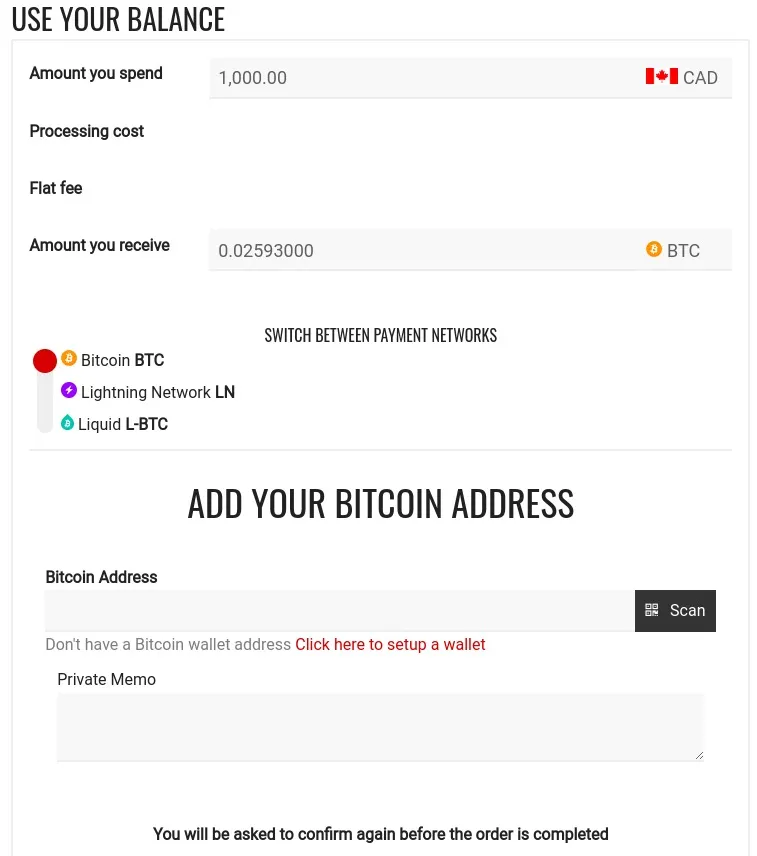 USE YOUR BALANCE
Amount you spend 1,000.00 CAD
Processing cost
Flat fee
Amount you receive 0.02593000 BTC
SWITCH BETWEEN PAYMENT NETWORKS
Bitcoin BTC
Lightning Network LN
Liquid L-BTC
ADD YOUR BITCOIN ADDRESS
Bitcoin Address
Scan
Don't have a Bitcoin wallet address Click here to setup a wallet
Private Memo
You will be asked to confirm again before the order is completed